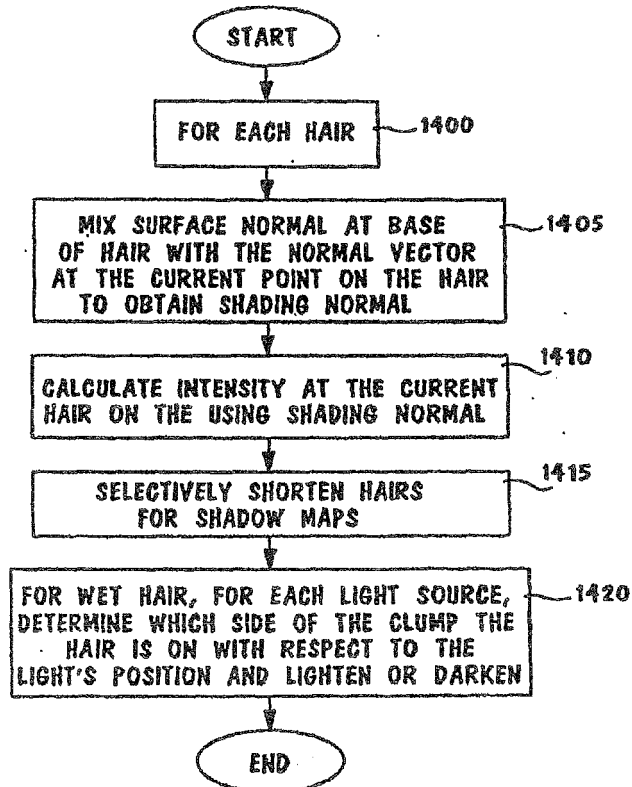 START
FOR EACH HAIR
1400
MIX SURFACE NORMAL AT BASE
OF HAIR WITH THE NORMAL VECTOR
AT THE CURRENT POINT ON THE HAIR
TO OBTAIN SHADING NORMAL
1405
CALCULATE INTENSITY AT THE CURRENT
HAIR ON THE USING SHADING NORMAL
1410
SELECTIVELY SHORTEN HAIRS
FOR SHADOW MAPS
1415
FOR WET HAIR, FOR EACH LIGHT SOURCE,
DETERMINE WHICH SIDE OF THE CLUMP THE
HAIR IS ON WITH RESPECT TO THE
LIGHT'S POSITION AND LIGHTEN OR DARKEN
1420
END